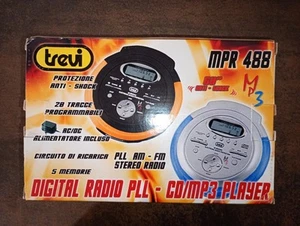 trevi
MPR 488
PROTEZIONE
ANTI - SHOCK
MP3
20 TRACCE
PROGRAMMABILI
AC/DC
ALIMENTATORE INCLUSO
CIRCUITO DI RICARICA
PLL AM - FM
STEREO RADIO
5 MEMORIE
DIGITAL RADIO PLL - CD/MP3 PLAYER